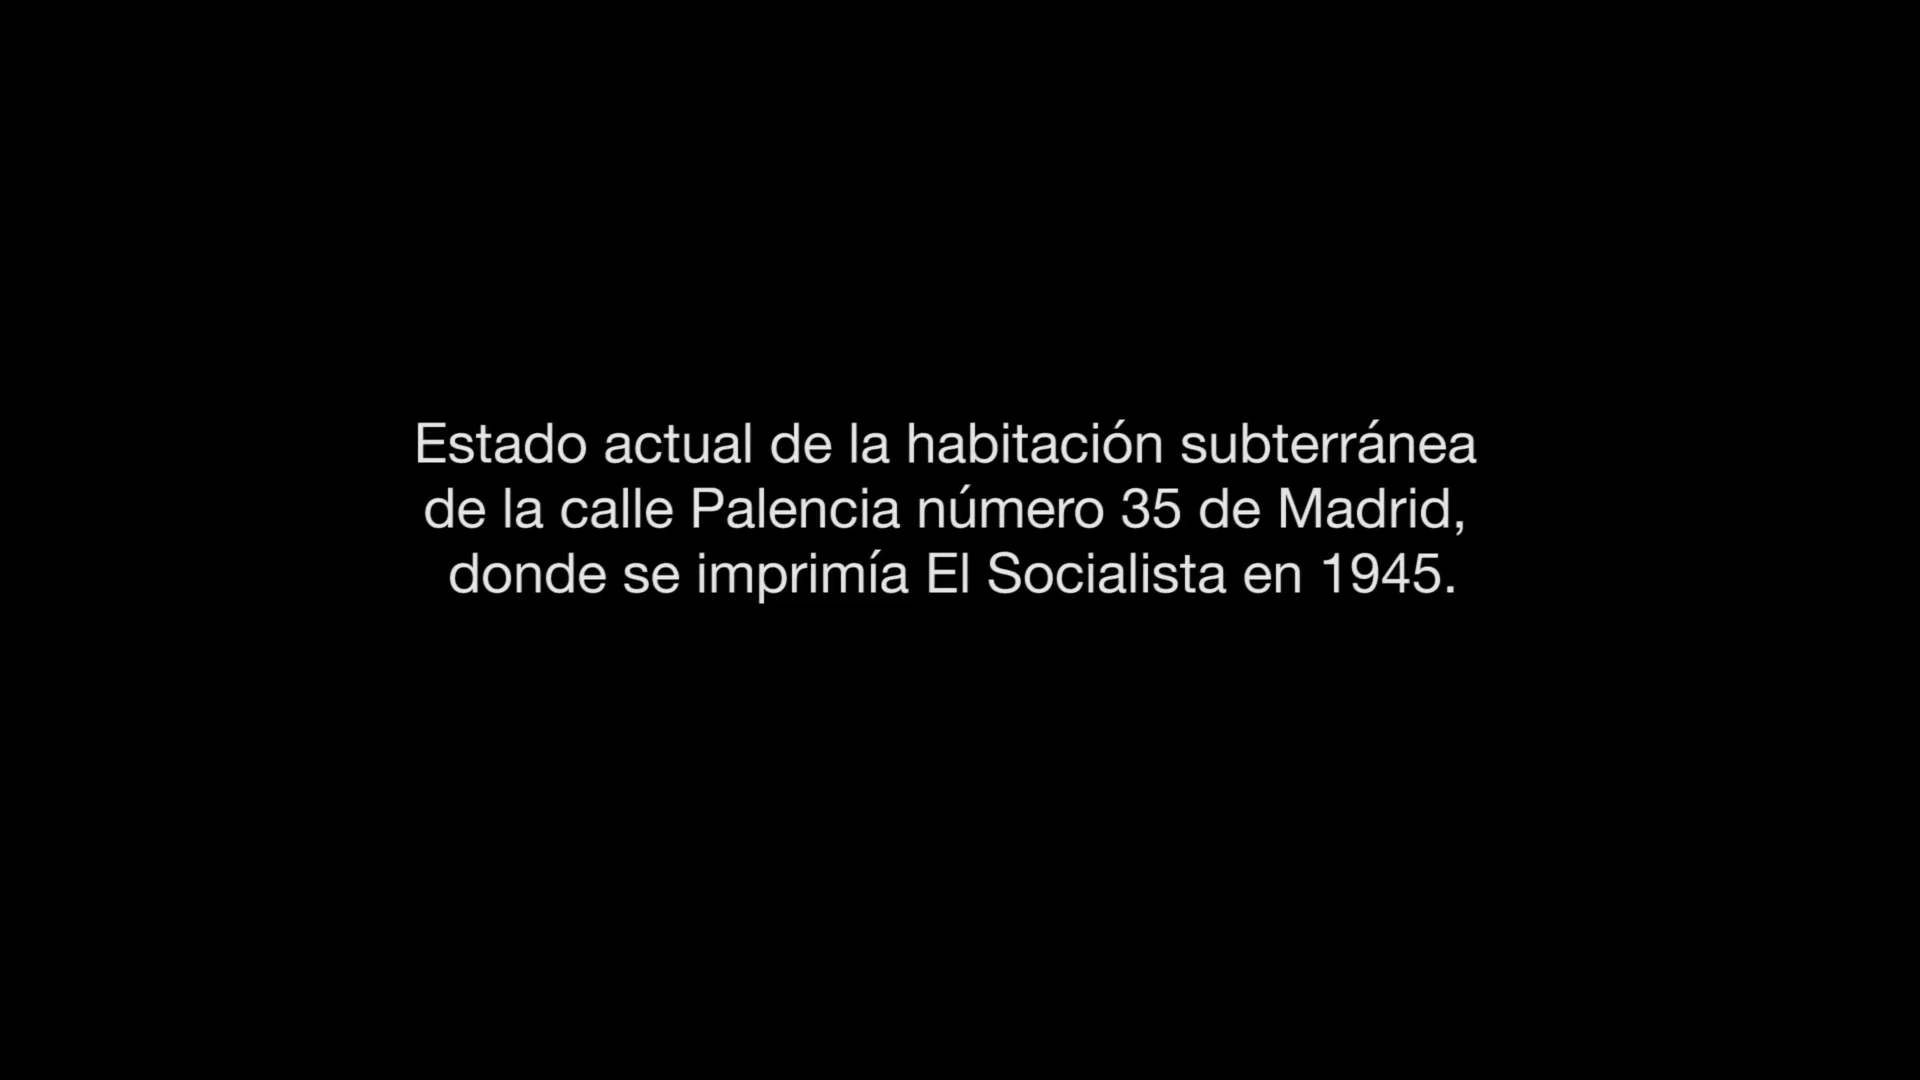 Estado actual de la habitación subterránea
de la calle Palencia número 35 de Madrid,
donde se imprimía El Socialista en 1945.